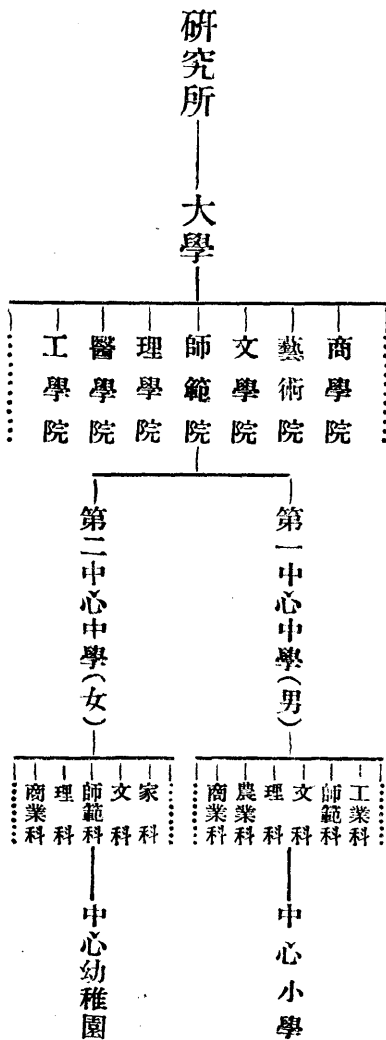 研究所
大學
商學院
藝術院
文學院
師範院
理學院
醫學院
工學院
第一中心中學(男)
第二中心中學(女)
工業科
師範科
文科
理科
農業科
商業科
家科
文科
師範科
理科
商業科
中心小學
中心幼稚園